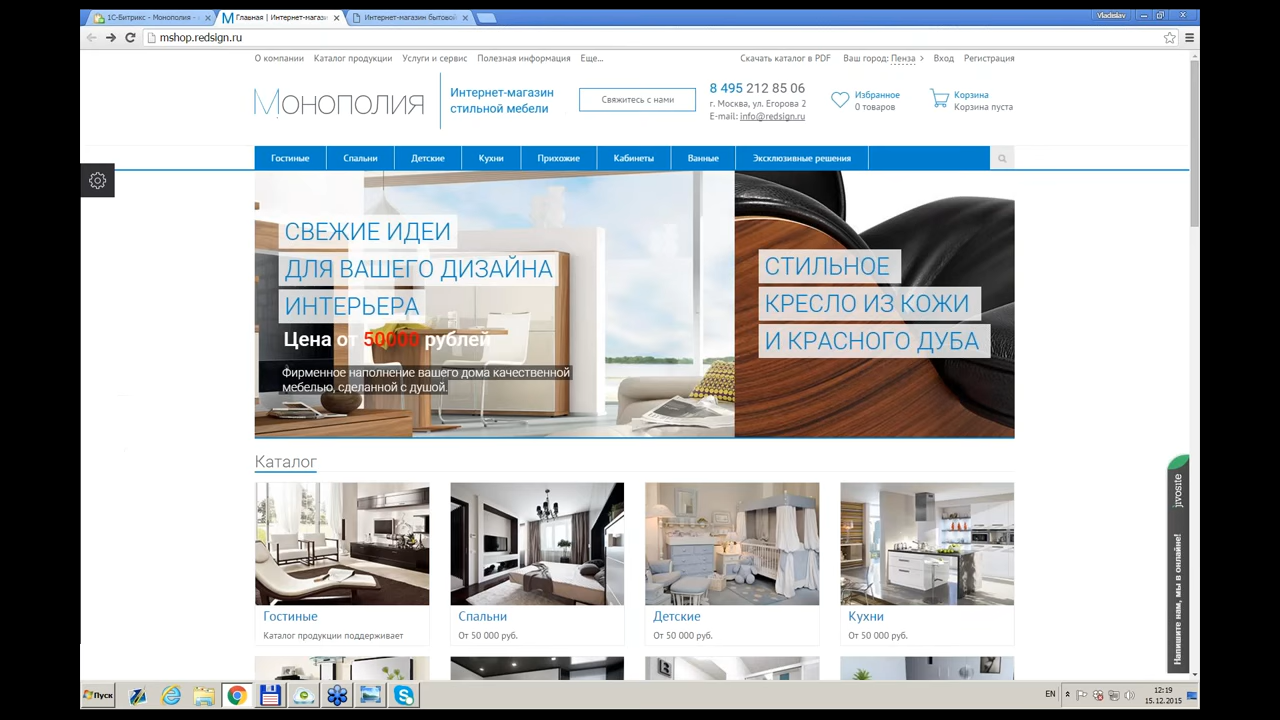 1С-Битрикс - Монополия -
Главная | Интернет-магази
Интернет-магазин бытовой
Vladislav
mshop.redsign.ru
О компании Каталог продукции Услуги и сервис Полезная информация Еще...
Скачать каталог в PDF Ваш город: Пенза Вход Регистрация
МОНОПОЛИЯ
Интернет-магазин
стильной мебели
Свяжитесь с нами
8 495 212 85 06
г. Москва, ул. Егорова 2
E-mail: info@redsign.ru
Избранное
0 товаров
Корзина
Корзина пуста
Гостиные Спальни Детские Кухни Прихожие Кабинеты Ванные Эксклюзивные решения
СВЕЖИЕ ИДЕИ
ДЛЯ ВАШЕГО ДИЗАЙНА
ИНТЕРЬЕРА
Цена от 50000 рублей
Фирменное наполнение вашего дома качественной
мебелью, сделанной с душой.
СТИЛЬНОЕ
КРЕСЛО ИЗ КОЖИ
И КРАСНОГО ДУБА
Каталог
Гостиные
Каталог продукции поддерживает
Спальни
От 50 000 руб.
Детские
От 50 000 руб.
Кухни
От 50 000 руб.
jivosite
Напишите нам, мы в онлайне!
Пуск
EN
12:19
15.12.2015